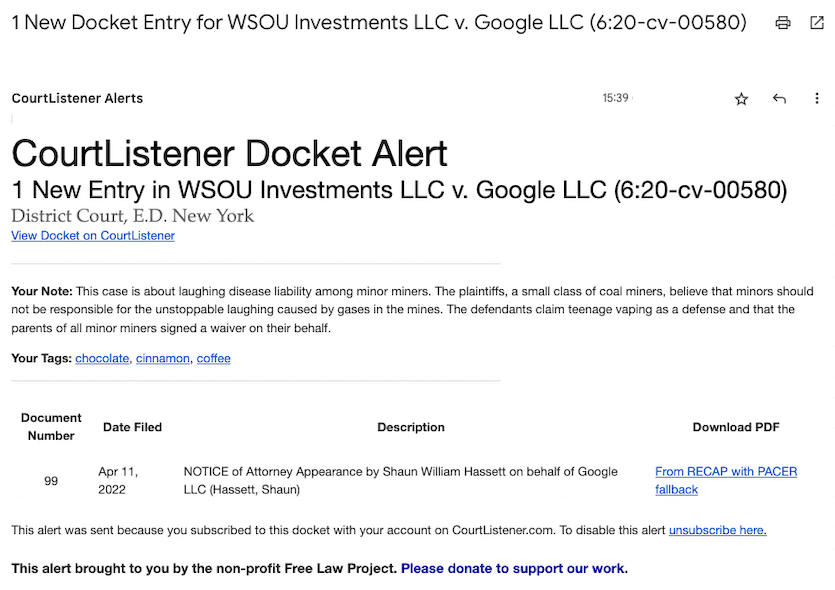 1 New Docket Entry for WSOU Investments LLC v. Google LLC (6:20-cv-00580)
CourtListener Alerts
15:39
CourtListener Docket Alert
1 New Entry in WSOU Investments LLC v. Google LLC (6:20-cv-00580)
District Court, E.D. New York
View Docket on CourtListener
Your Note: This case is about laughing disease liability among minor miners. The plaintiffs, a small class of coal miners, believe that minors should
not be responsible for the unstoppable laughing caused by gases in the mines. The defendants claim teenage vaping as a defense and that the
parents of all minor miners signed a waiver on their behalf.
Your Tags: chocolate, cinnamon, coffee
Document
Number
Date Filed
Description
Download PDF
99
Apr 11,
2022
NOTICE of Attorney Appearance by Shaun William Hassett on behalf of Google
LLC (Hassett, Shaun)
From RECAP with PACER
fallback
This alert was sent because you subscribed to this docket with your account on CourtListener.com. To disable this alert unsubscribe here.
This alert brought to you by the non-profit Free Law Project. Please donate to support our work.